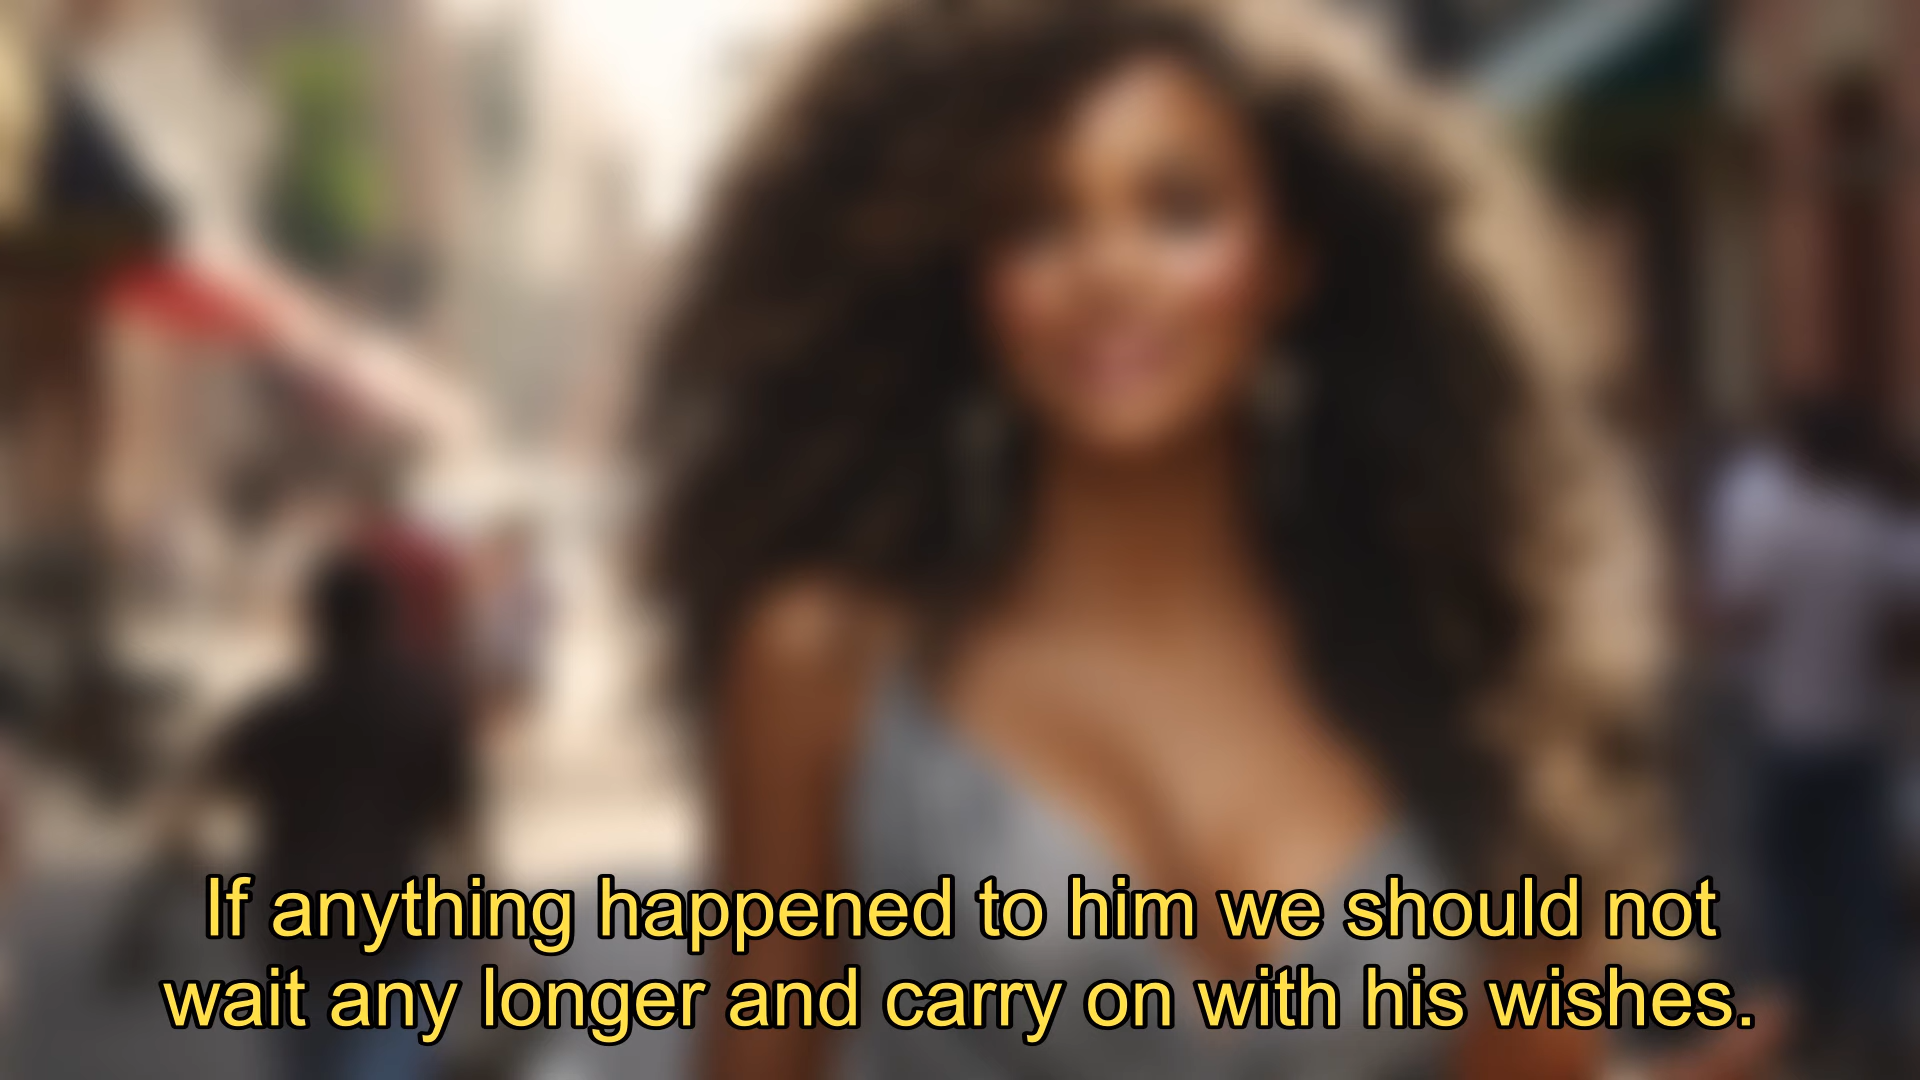 If anything happened to him we should not
wait any longer and carry on with his wishes.